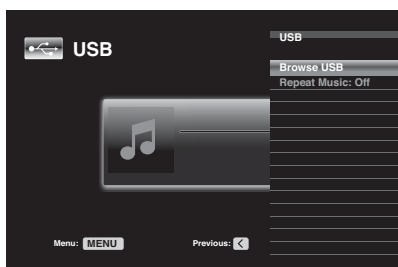 USB
USB
Browse USB
Repeat Music: Off
Menu: MENU
Previous: <